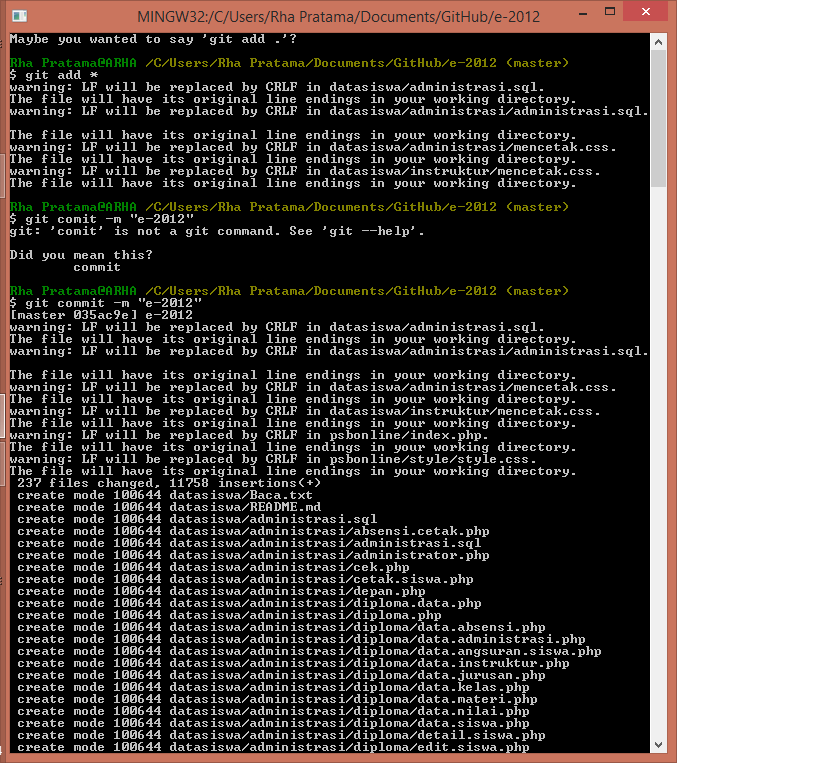 MINGW32:/C/Users/Rha Pratama/Documents/GitHub/e-2012
Maybe you wanted to say 'git add .'?
Rha Pratama@ARHA /C/Users/Rha Pratama/Documents/GitHub/e-2012 (master)
$ git add *
warning: LF will be replaced by CRLF in datasiswa/administrasi.sql.
The file will have its original line endings in your working directory.
warning: LF will be replaced by CRLF in datasiswa/administrasi/administrasi.sql.
The file will have its original line endings in your working directory.
warning: LF will be replaced by CRLF in datasiswa/administrasi/mencetak.css.
The file will have its original line endings in your working directory.
warning: LF will be replaced by CRLF in datasiswa/instruktur/mencetak.css.
The file will have its original line endings in your working directory.
Rha Pratama@ARHA /C/Users/Rha Pratama/Documents/GitHub/e-2012 (master)
$ git comit -m "e-2012"
git: 'comit' is not a git command. See 'git --help'.
Did you mean this?
commit
Rha Pratama@ARHA /C/Users/Rha Pratama/Documents/GitHub/e-2012 (master)
$ git commit -m "e-2012"
[master 035ac9e] e-2012
warning: LF will be replaced by CRLF in datasiswa/administrasi.sql.
The file will have its original line endings in your working directory.
warning: LF will be replaced by CRLF in datasiswa/administrasi/administrasi.sql.
The file will have its original line endings in your working directory.
warning: LF will be replaced by CRLF in datasiswa/administrasi/mencetak.css.
The file will have its original line endings in your working directory.
warning: LF will be replaced by CRLF in datasiswa/instruktur/mencetak.css.
The file will have its original line endings in your working directory.
warning: LF will be replaced by CRLF in psbonline/index.php.
The file will have its original line endings in your working directory.
warning: LF will be replaced by CRLF in psbonline/style/style.css.
The file will have its original line endings in your working directory.
237 files changed, 11758 insertions(+)
create mode 100644 datasiswa/Baca.txt
create mode 100644 datasiswa/README.md
create mode 100644 datasiswa/administrasi.sql
create mode 100644 datasiswa/administrasi/absensi.cetak.php
create mode 100644 datasiswa/administrasi/administrasi.sql
create mode 100644 datasiswa/administrasi/administrator.php
create mode 100644 datasiswa/administrasi/cek.php
create mode 100644 datasiswa/administrasi/cetak.siswa.php
create mode 100644 datasiswa/administrasi/depan.php
create mode 100644 datasiswa/administrasi/diploma.data.php
create mode 100644 datasiswa/administrasi/diploma.php
create mode 100644 datasiswa/administrasi/diploma/data.absensi.php
create mode 100644 datasiswa/administrasi/diploma/data.administrasi.php
create mode 100644 datasiswa/administrasi/diploma/data.angsuran.siswa.php
create mode 100644 datasiswa/administrasi/diploma/data.instruktur.php
create mode 100644 datasiswa/administrasi/diploma/data.jurusan.php
create mode 100644 datasiswa/administrasi/diploma/data.kelas.php
create mode 100644 datasiswa/administrasi/diploma/data.materi.php
create mode 100644 datasiswa/administrasi/diploma/data.nilai.php
create mode 100644 datasiswa/administrasi/diploma/data.siswa.php
create mode 100644 datasiswa/administrasi/diploma/detail.siswa.php
create mode 100644 datasiswa/administrasi/diploma/edit.siswa.php